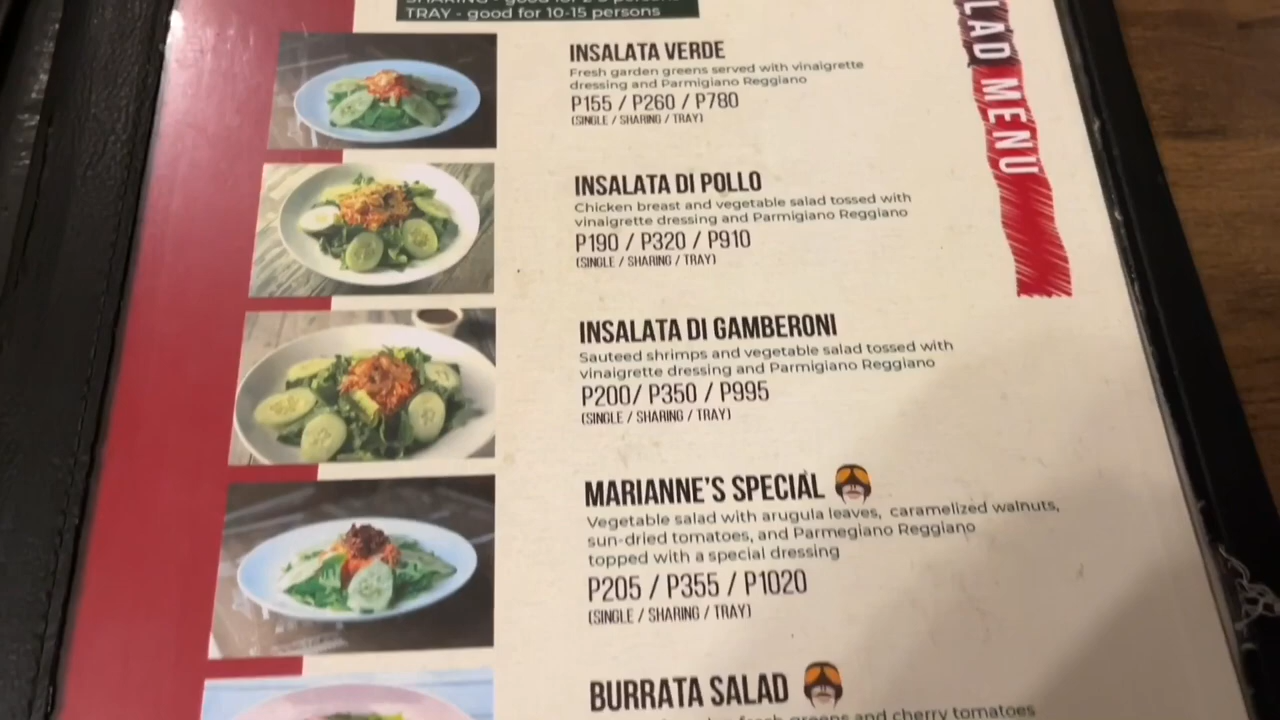 TRAY - good for 10-15 persons
INSALATA VERDE
Fresh garden greens served with vinaigrette
dressing and Parmigiano Reggiano
P155 / P260 / P780
(SINGLE / SHARING / TRAY)
INSALATA DI POLLO
Chicken breast and vegetable salad tossed with
vinaigrette dressing and Parmigiano Reggiano
P190 / P320 / P910
(SINGLE / SHARING / TRAY)
INSALATA DI GAMBERONI
Sauteed shrimps and vegetable salad tossed with
vinaigrette dressing and Parmigiano Reggiano
P200/ P350 / P995
(SINGLE / SHARING / TRAY)
MARIANNE'S SPECIAL
Vegetable salad with arugula leaves, caramelized walnuts,
sun-dried tomatoes, and Parmegiano Reggiano
topped with a special dressing
P205 / P355 / P1020
(SINGLE / SHARING / TRAY)
BURRATA SALAD
fresh greens and cherry tomatoes
LAD MENU